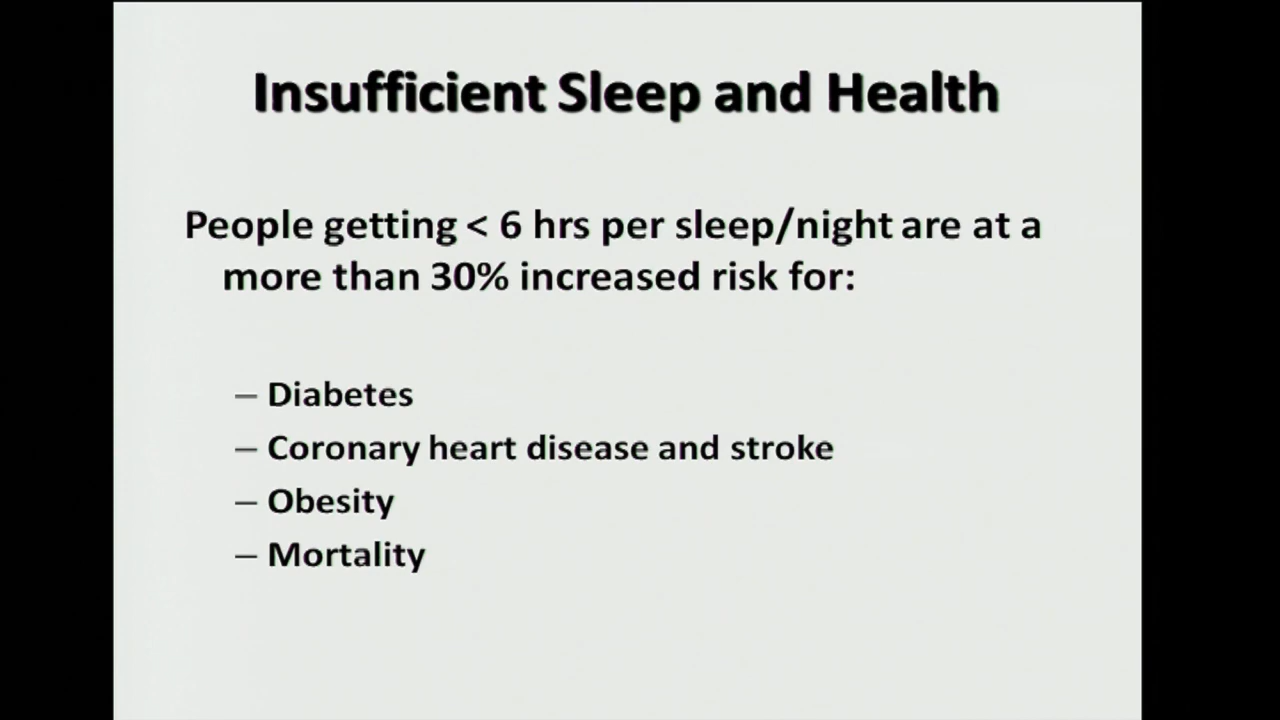 Insufficient Sleep and Health
People getting < 6 hrs per sleep/night are at a
more than 30% increased risk for:
– Diabetes
– Coronary heart disease and stroke
– Obesity
– Mortality